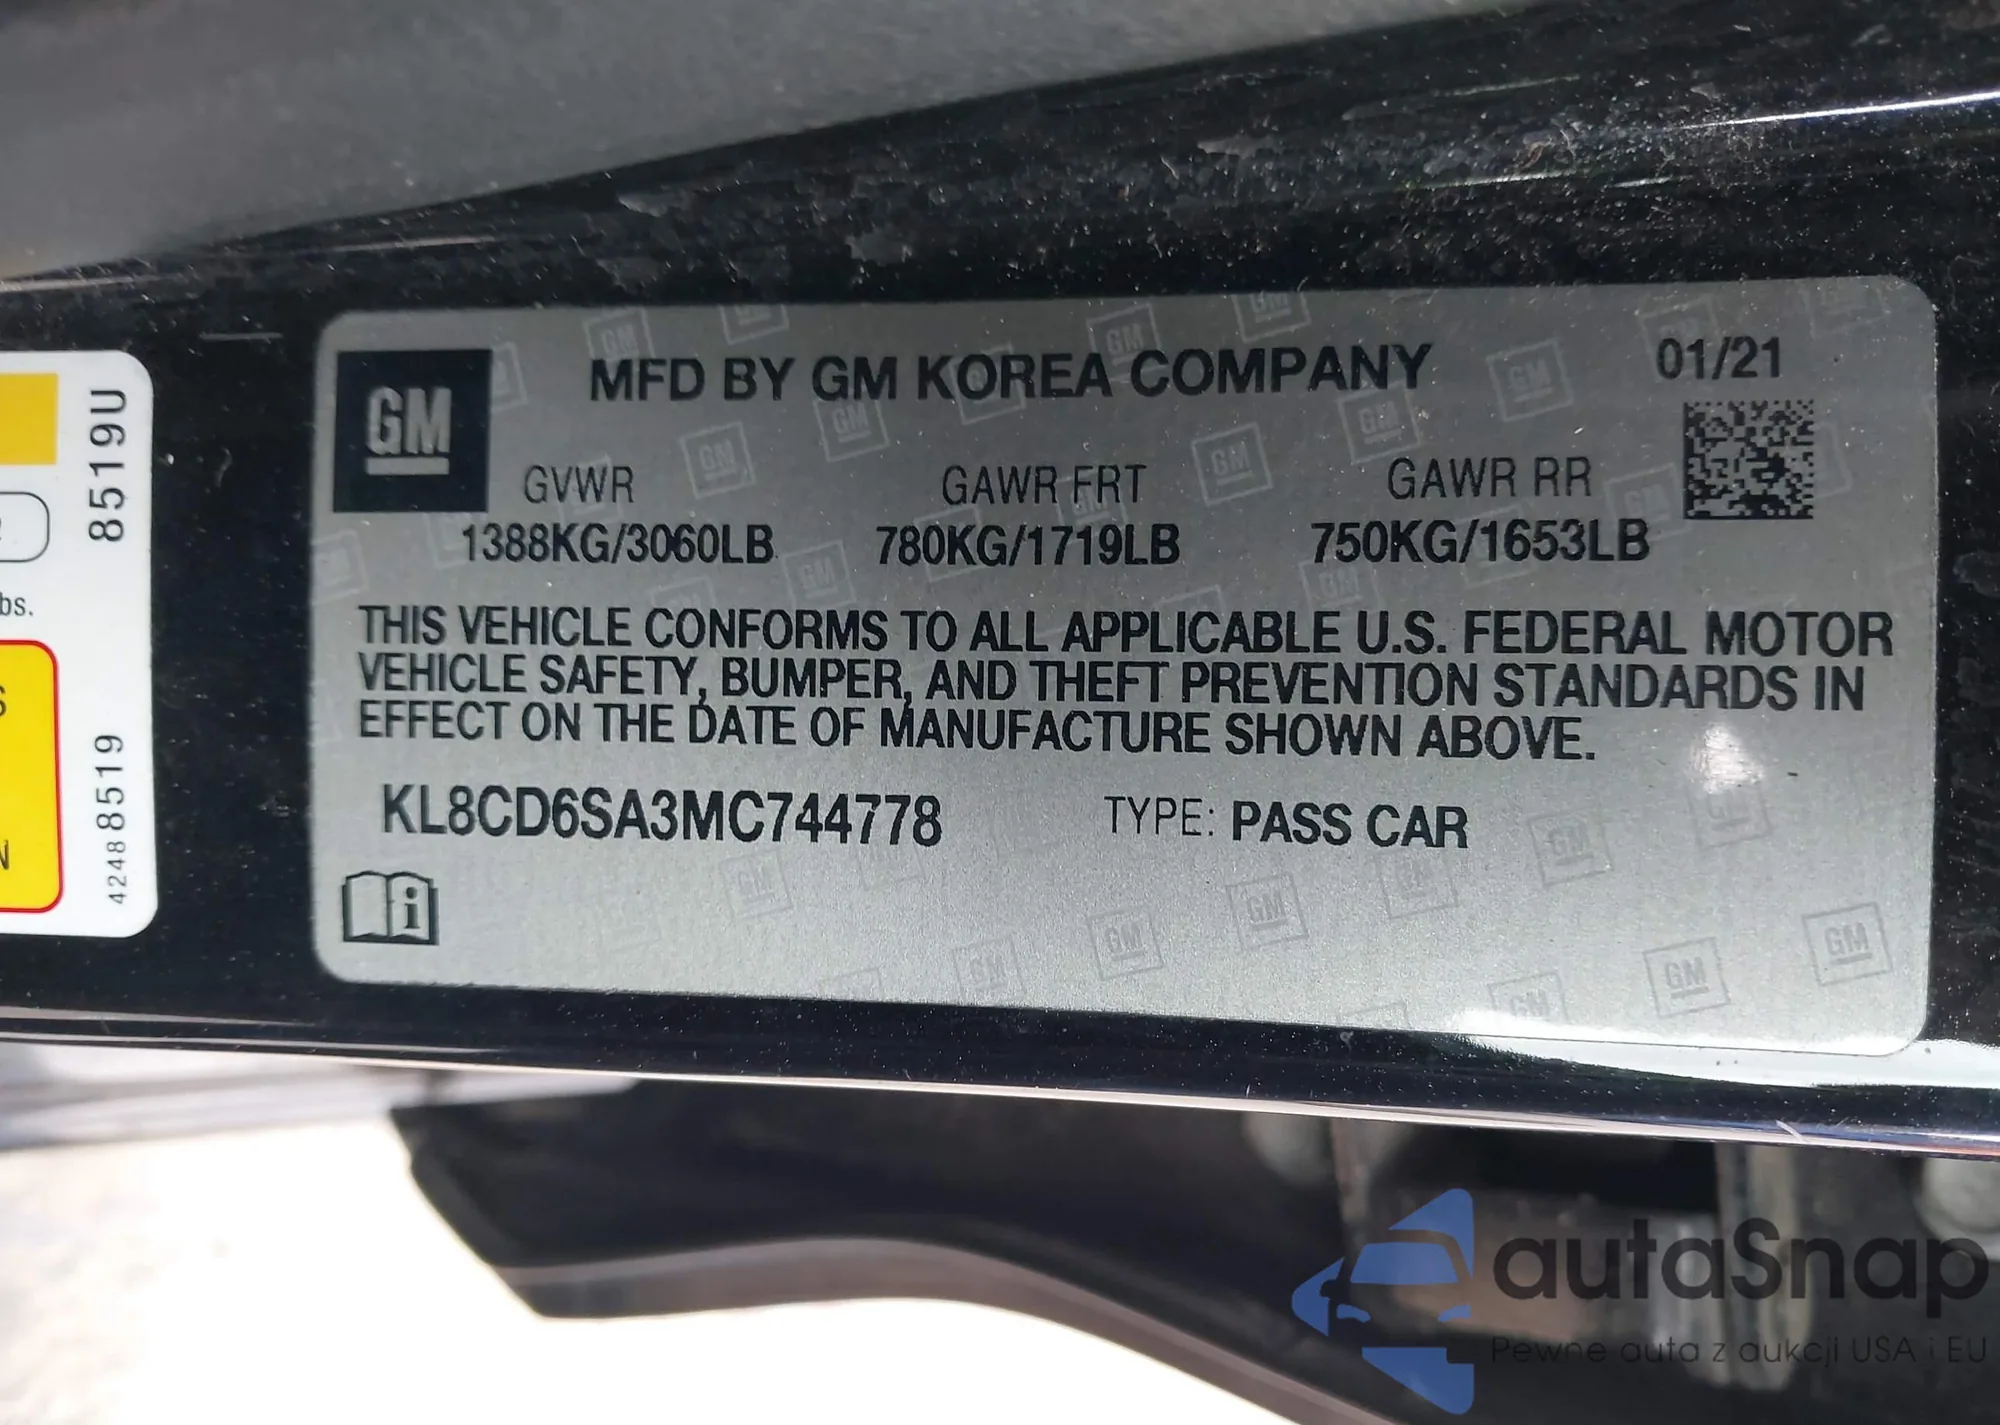 GM
MFD BY GM KOREA COMPANY
01/21
GVWR
GAWR FRT
GAWR RR
1388KG/3060LB
780KG/1719LB
750KG/1653LB
THIS VEHICLE CONFORMS TO ALL APPLICABLE U.S. FEDERAL MOTOR
VEHICLE SAFETY, BUMPER, AND THEFT PREVENTION STANDARDS IN
EFFECT ON THE DATE OF MANUFACTURE SHOWN ABOVE.
KL8CD6SA3MC744778
TYPE: PASS CAR
8519U
42488519
bs.
S
N
autaSnap
Pewne auta z aukcji USA i EU